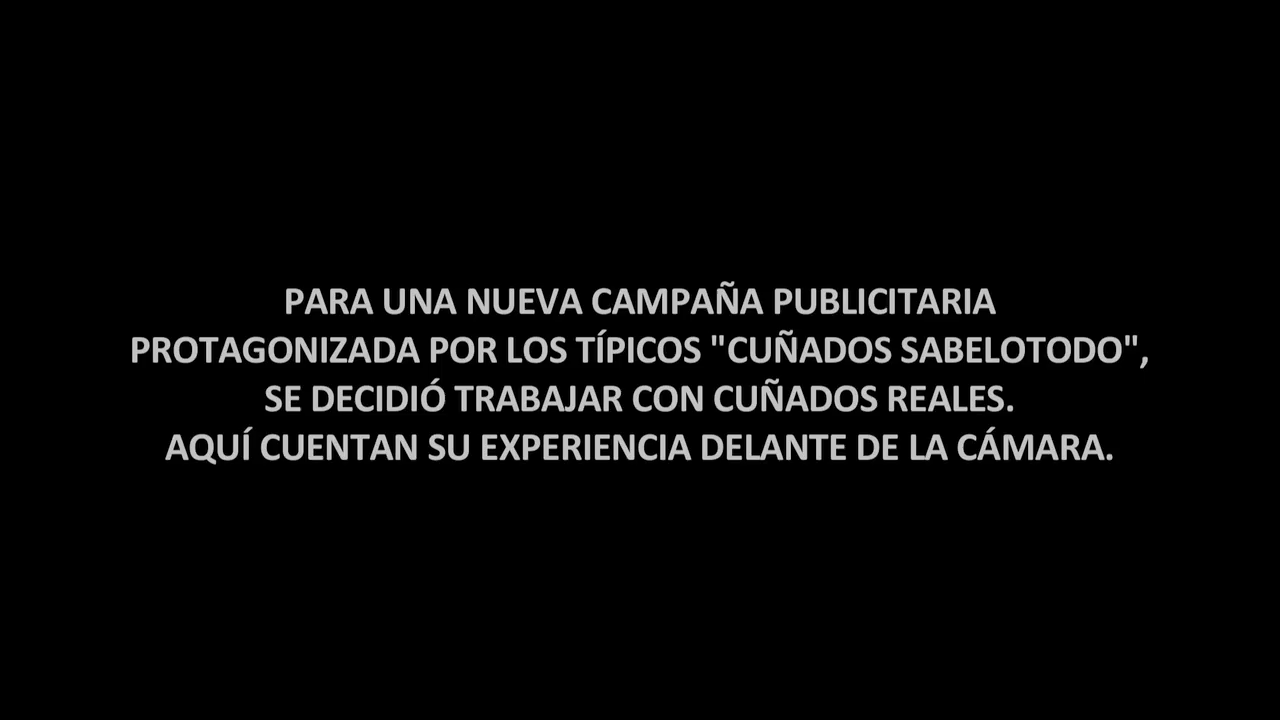 PARA UNA NUEVA CAMPAÑA PUBLICITARIA
PROTAGONIZADA POR LOS TÍPICOS "CUÑADOS SABELOTODO",
SE DECIDIÓ TRABAJAR CON CUÑADOS REALES.
AQUÍ CUENTAN SU EXPERIENCIA DELANTE DE LA CÁMARA.